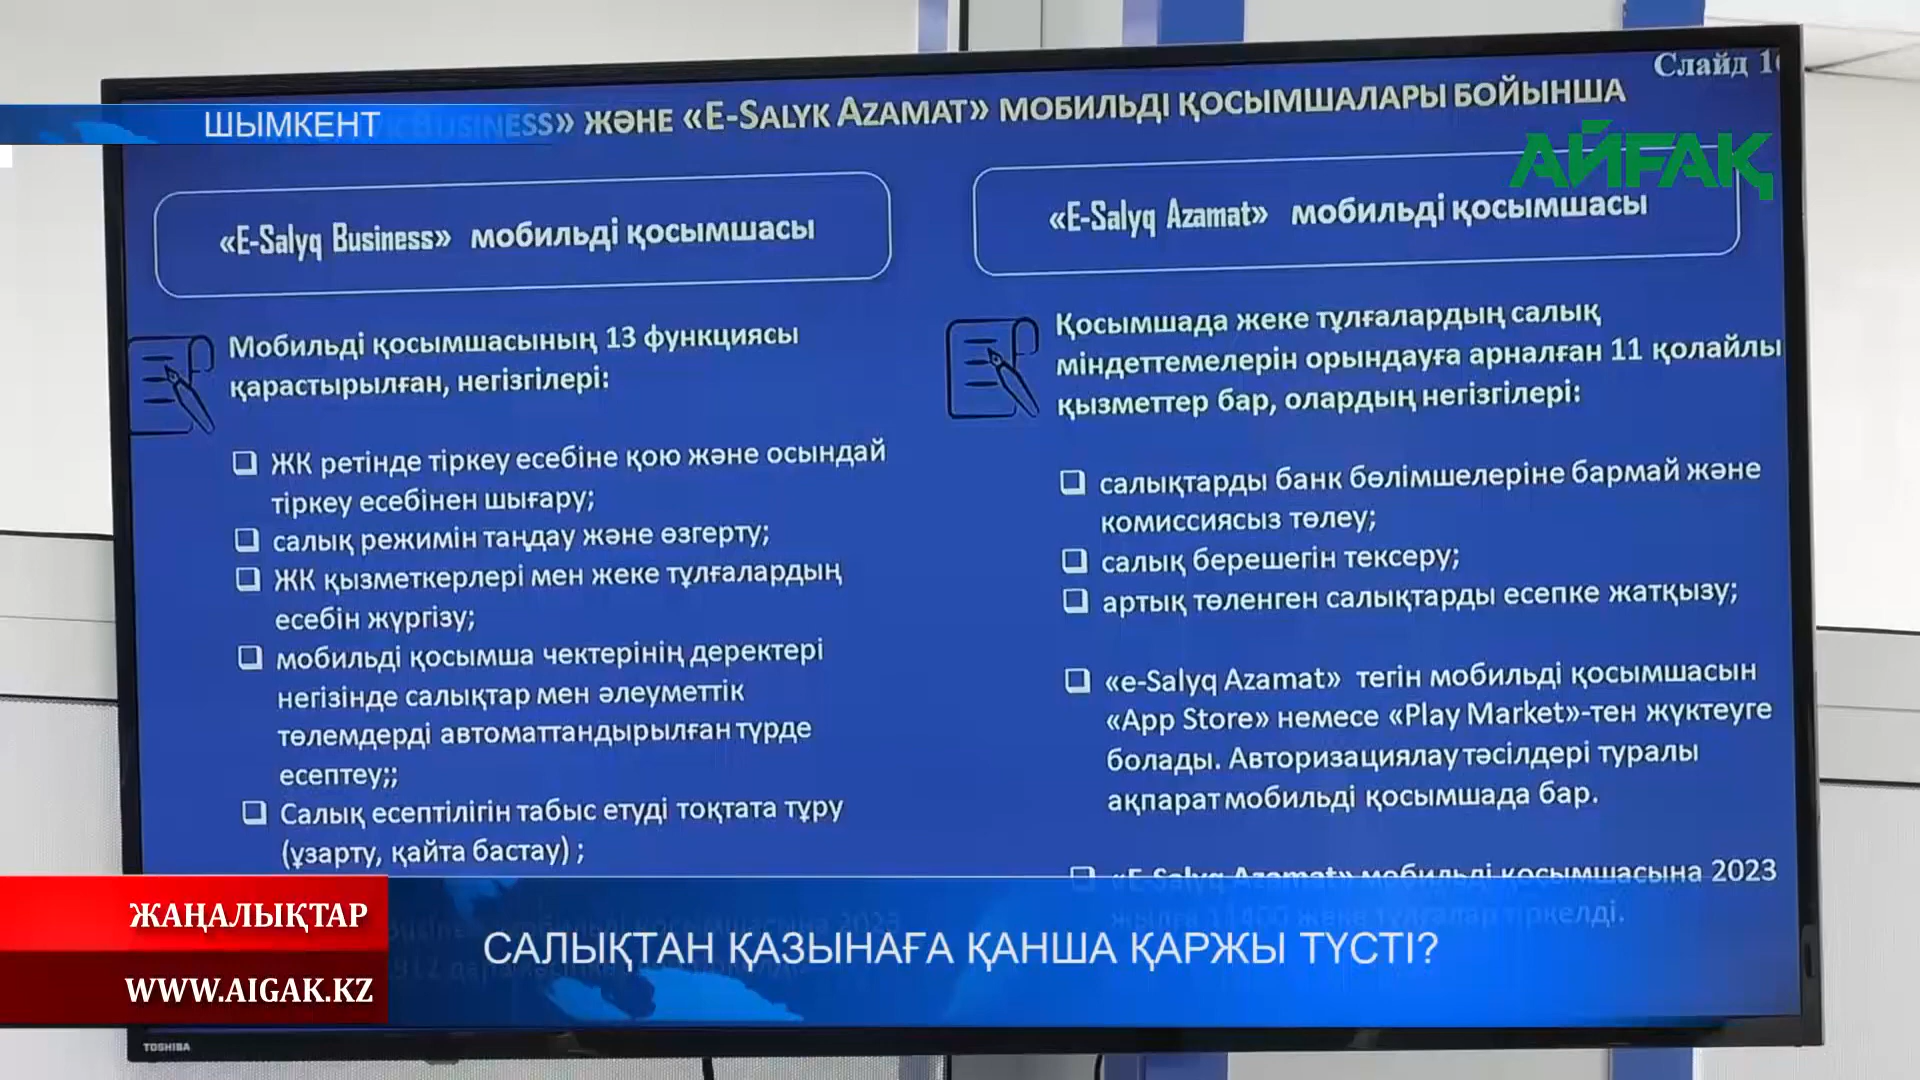 Слайд 1
ШЫМКЕНТ
BUSINESS» ЖӘНЕ «E-SALYK AZAMAT» МОБИЛЬДІ ҚОСЫМШАЛАРЫ БОЙЫНША
АЙҒАҚ
«E-Salyq Business» мобильді қосымшасы
Мобильді қосымшасының 13 функциясы
қарастырылған, негізгілері:
❑ ЖК ретінде тіркеу есебіне қою және осындай
тіркеу есебінен шығару;
❑ салық режимін таңдау және өзгерту;
❑ ЖК қызметкерлері мен жеке тұлғалардың
есебін жүргізу;
❑ мобильді қосымша чектерінің деректері
негізінде салықтар мен әлеуметтік
төлемдерді автоматтандырылған түрде
есептеу;;
❑ Салық есептілігін табыс етуді тоқтата тұру
(ұзарту, қайта бастау) ;
«E-Salyq Azamat» мобильді қосымшасы
Қосымшада жеке тұлғалардың салық
міндеттемелерін орындауға арналған 11 қолайлы
қызметтер бар, олардың негізгілері:
❑ салықтарды банк бөлімшелеріне бармай және
комиссиясыз төлеу;
❑ салық берешегін тексеру;
❑ артық төленген салықтарды есепке жатқызу;
❑ «e-Salyq Azamat» тегін мобильді қосымшасын
«App Store» немесе «Play Market»-тен жүктеуге
болады. Авторизациялау тәсілдері туралы
ақпарат мобильді қосымшада бар.
❑ «E-Salyq Azamat» мобильді қосымшасына 2023
жеке тұлғалар тіркелді.
ЖАҢАЛЫҚТАР
WWW.AIGAK.KZ
САЛЫҚТАН ҚАЗЫНАҒА ҚАНША ҚАРЖЫ ТҮСТІ?
TOSHIBA